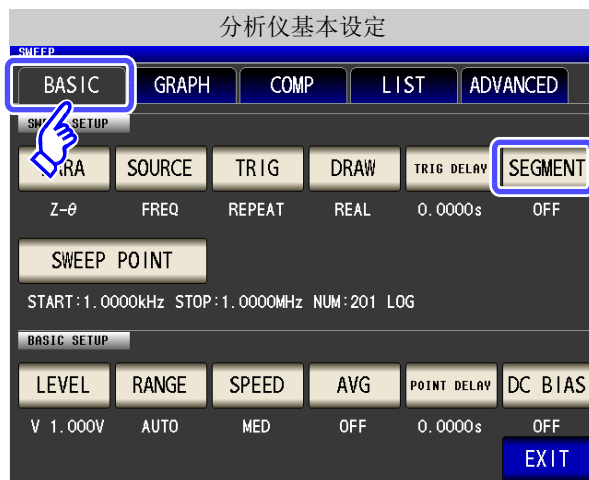 分析仪基本设定
SWEEP
BASIC GRAPH COMP LIST ADVANCED
SETUP
SOURCE TRIG DRAW TRIG DELAY SEGMENT
Z-θ FREQ REPEAT REAL 0.0000s OFF
SWEEP POINT
START:1.0000kHz STOP:1.0000MHz NUM:201 LOG
BASIC SETUP
LEVEL RANGE SPEED AVG POINT DELAY DC BIAS
V 1.000V AUTO MED OFF 0.0000s OFF
EXIT